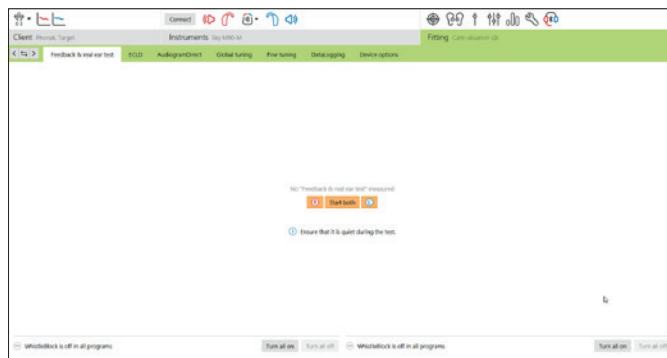 Connect
Client Phonak, Target
Instruments Sky M90-M
Fitting
Feedback & real ear test
ECLD
AudiogramDirect
Global tuning
Fine tuning
DataLogging
Device options
No "Feedback & real ear test" measured
R Start both L
Ensure that it is quiet during the test.
WhistleBlock is off in all programs
Turn all on Turn all off
WhistleBlock is off in all programs
Turn all on Turn all off